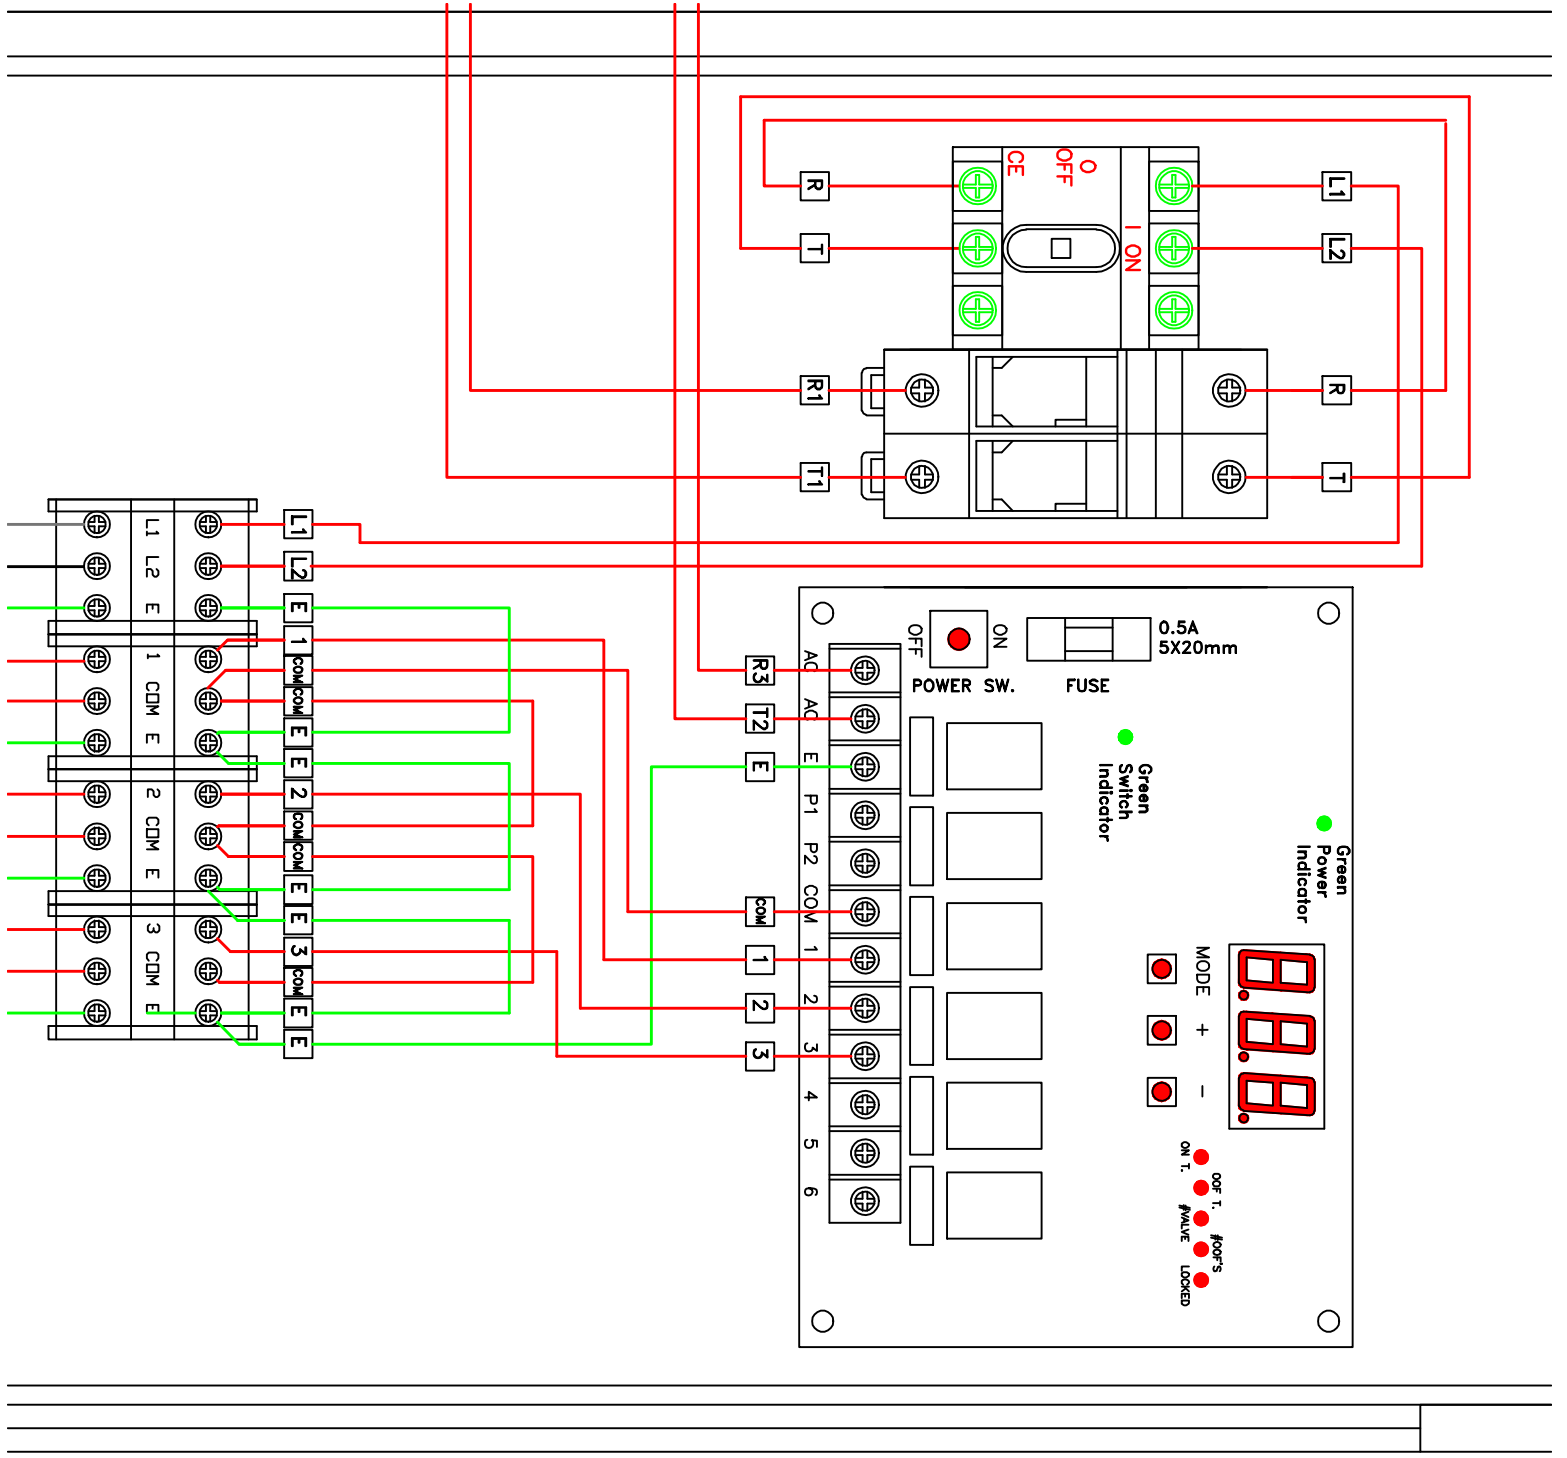 CE
OFF
O
I ON
R
L1
T
L2
R1
R
T1
T
L1
L1
L2
L2
E
E
1
1
COM
COM
COM
E
E
E
2
2
COM
COM
COM
E
E
E
3
3
COM
COM
E
E
E
OFF
ON
POWER SW.
FUSE
0.5A
5X20mm
R3
AC
T2
AC
E
E
P1
P2
COM
COM
1
1
2
2
3
3
4
5
6
Green
Switch
Indicator
Green
Power
Indicator
MODE
+
-
8.
8.
8.
ON T.
OOF T.
#VALVE
#OOF'S
LOCKED